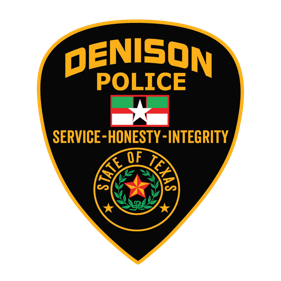 DENISON
POLICE
SERVICE-HONESTY-INTEGRITY
STATE OF TEXAS